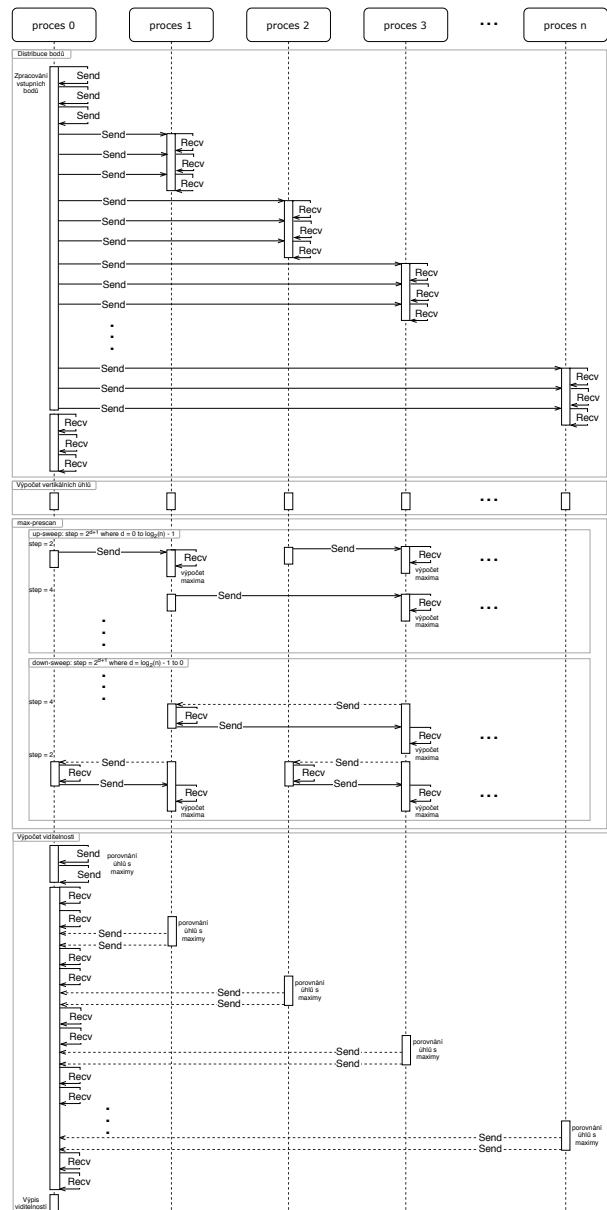 proces 0 proces 1 proces 2 proces 3 ... proces n
Distribuce bodů
Zpracování
vstupních
bodů
Send
Send
Send
Send
Recv
Send
Recv
Send
Recv
Send
Recv
Send
Recv
Send
Recv
Send
Recv
Send
Recv
Send
Recv
Send
Recv
Send
Recv
Send
Recv
Recv
Recv
Recv
Výpočet vertikálních úhlů
...
max-prescan
up-sweep: step = 2^{d+1} where d = 0 to log₂(n) - 1
step = 2
Send Send
Recv Recv ...
výpočet maxima výpočet maxima
step = 4
Send
Recv ...
výpočet
maxima
down-sweep: step = 2^{d+1} where d = log₂(n) - 1 to 0
step = 4
Send
Recv
Send
Recv ...
výpočet
maxima
step = 2
Send Send
Recv Recv
Send Send
Recv Recv ...
výpočet maxima výpočet maxima
Výpočet viditelnosti
Send
porovnání
úhlů s
maximy
Send
Recv
Recv
porovnání
úhlů s
maximy
Send
Send
Recv
Recv
porovnání
úhlů s
maximy
Send
Send
Recv
Recv
porovnání
úhlů s
maximy
Send
Send
Recv
Recv
porovnání
úhlů s
maximy
Send
Send
Recv
Recv
Výpis
viditelností